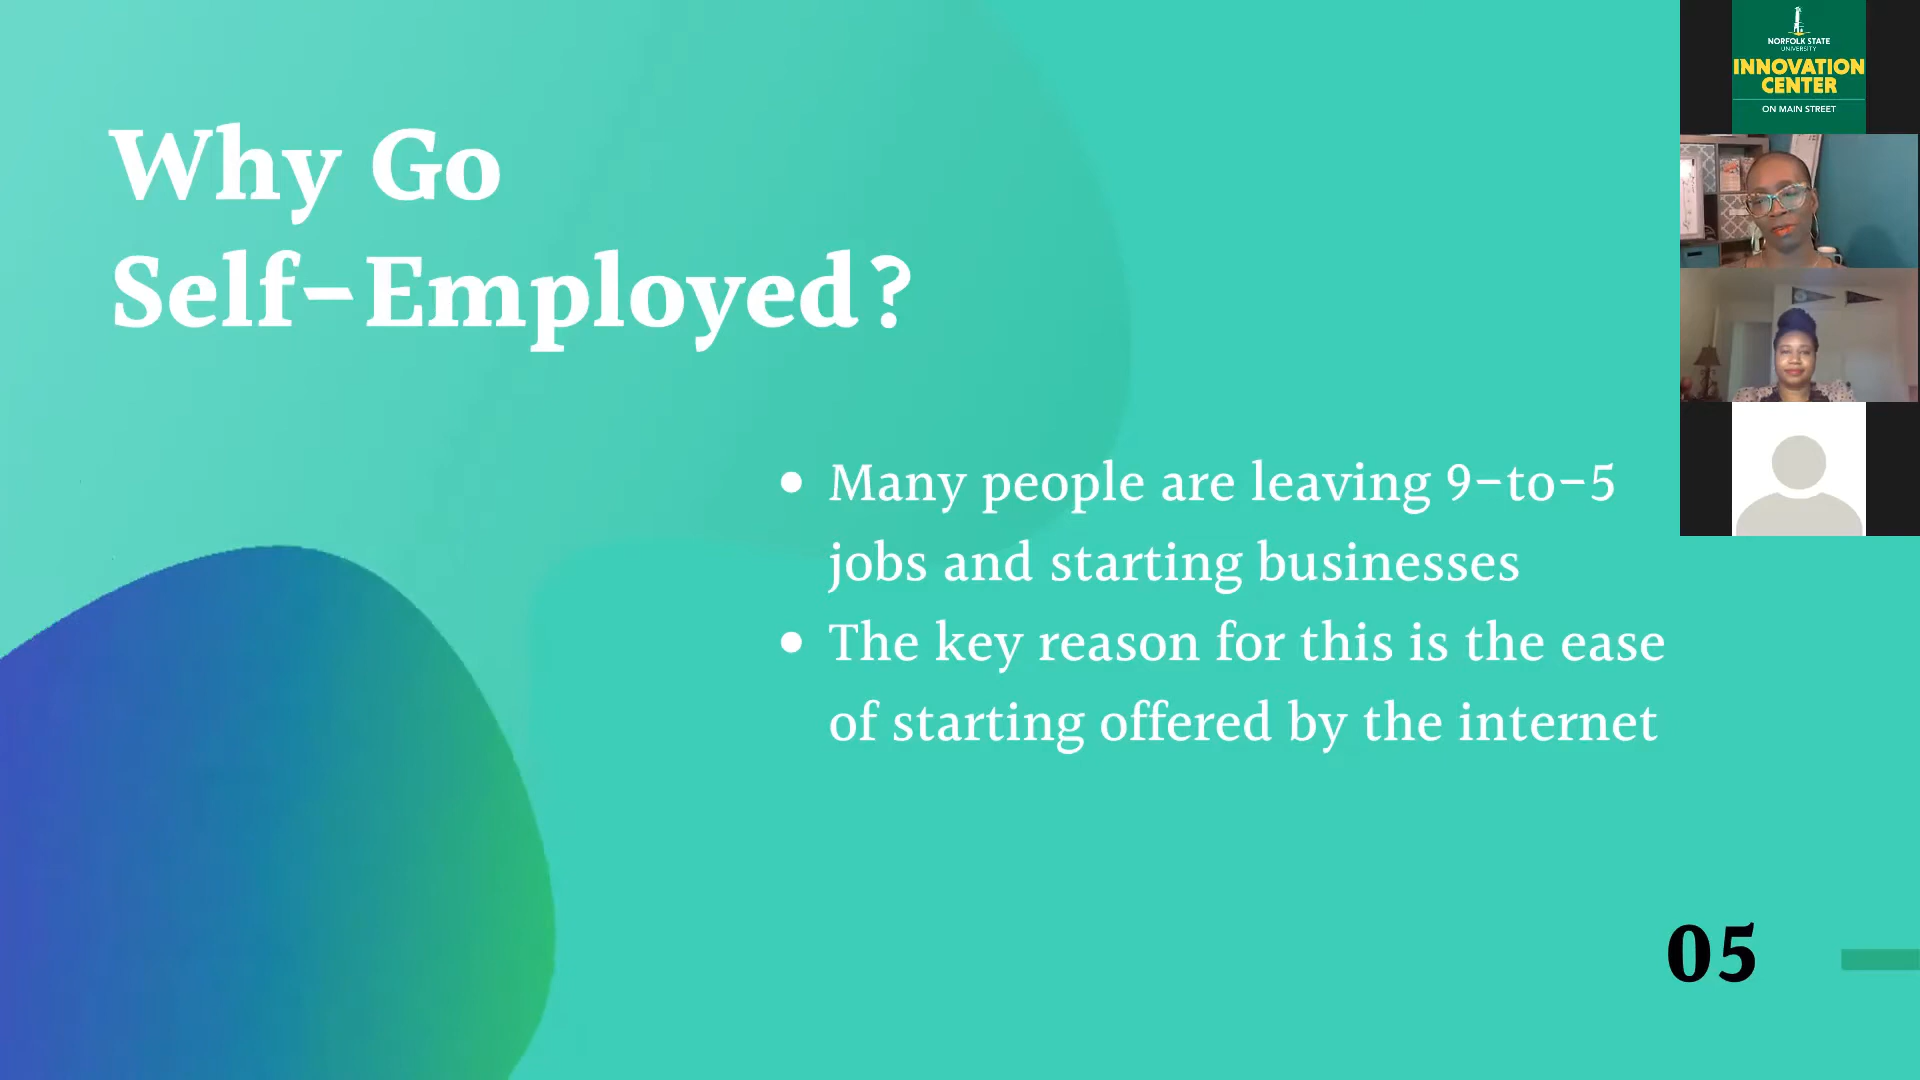 Why Go
Self-Employed?
Many people are leaving 9-to-5
jobs and starting businesses
The key reason for this is the ease
of starting offered by the internet
05
NORFOLK STATE
UNIVERSITY
INNOVATION
CENTER
ON MAIN STREET